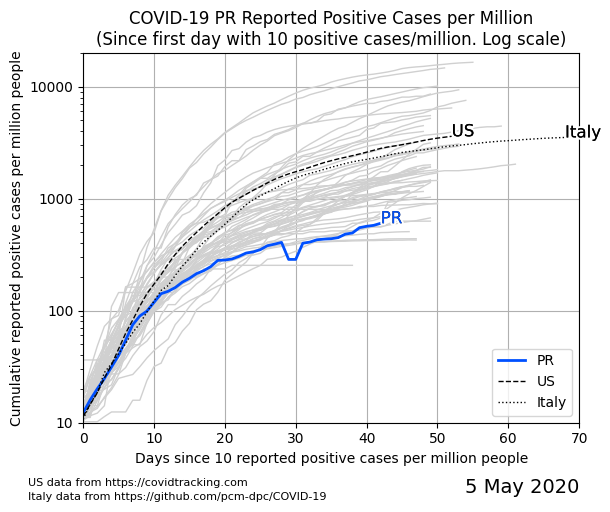 COVID-19 PR Reported Positive Cases per Million
(Since first day with 10 positive cases/million. Log scale)
Cumulative reported positive cases per million people
10000
1000
100
10
US
Italy
PR
PR
US
Italy
0 10 20 30 40 50 60 70
Days since 10 reported positive cases per million people
US data from https://covidtracking.com
Italy data from https://github.com/pcm-dpc/COVID-19
5 May 2020